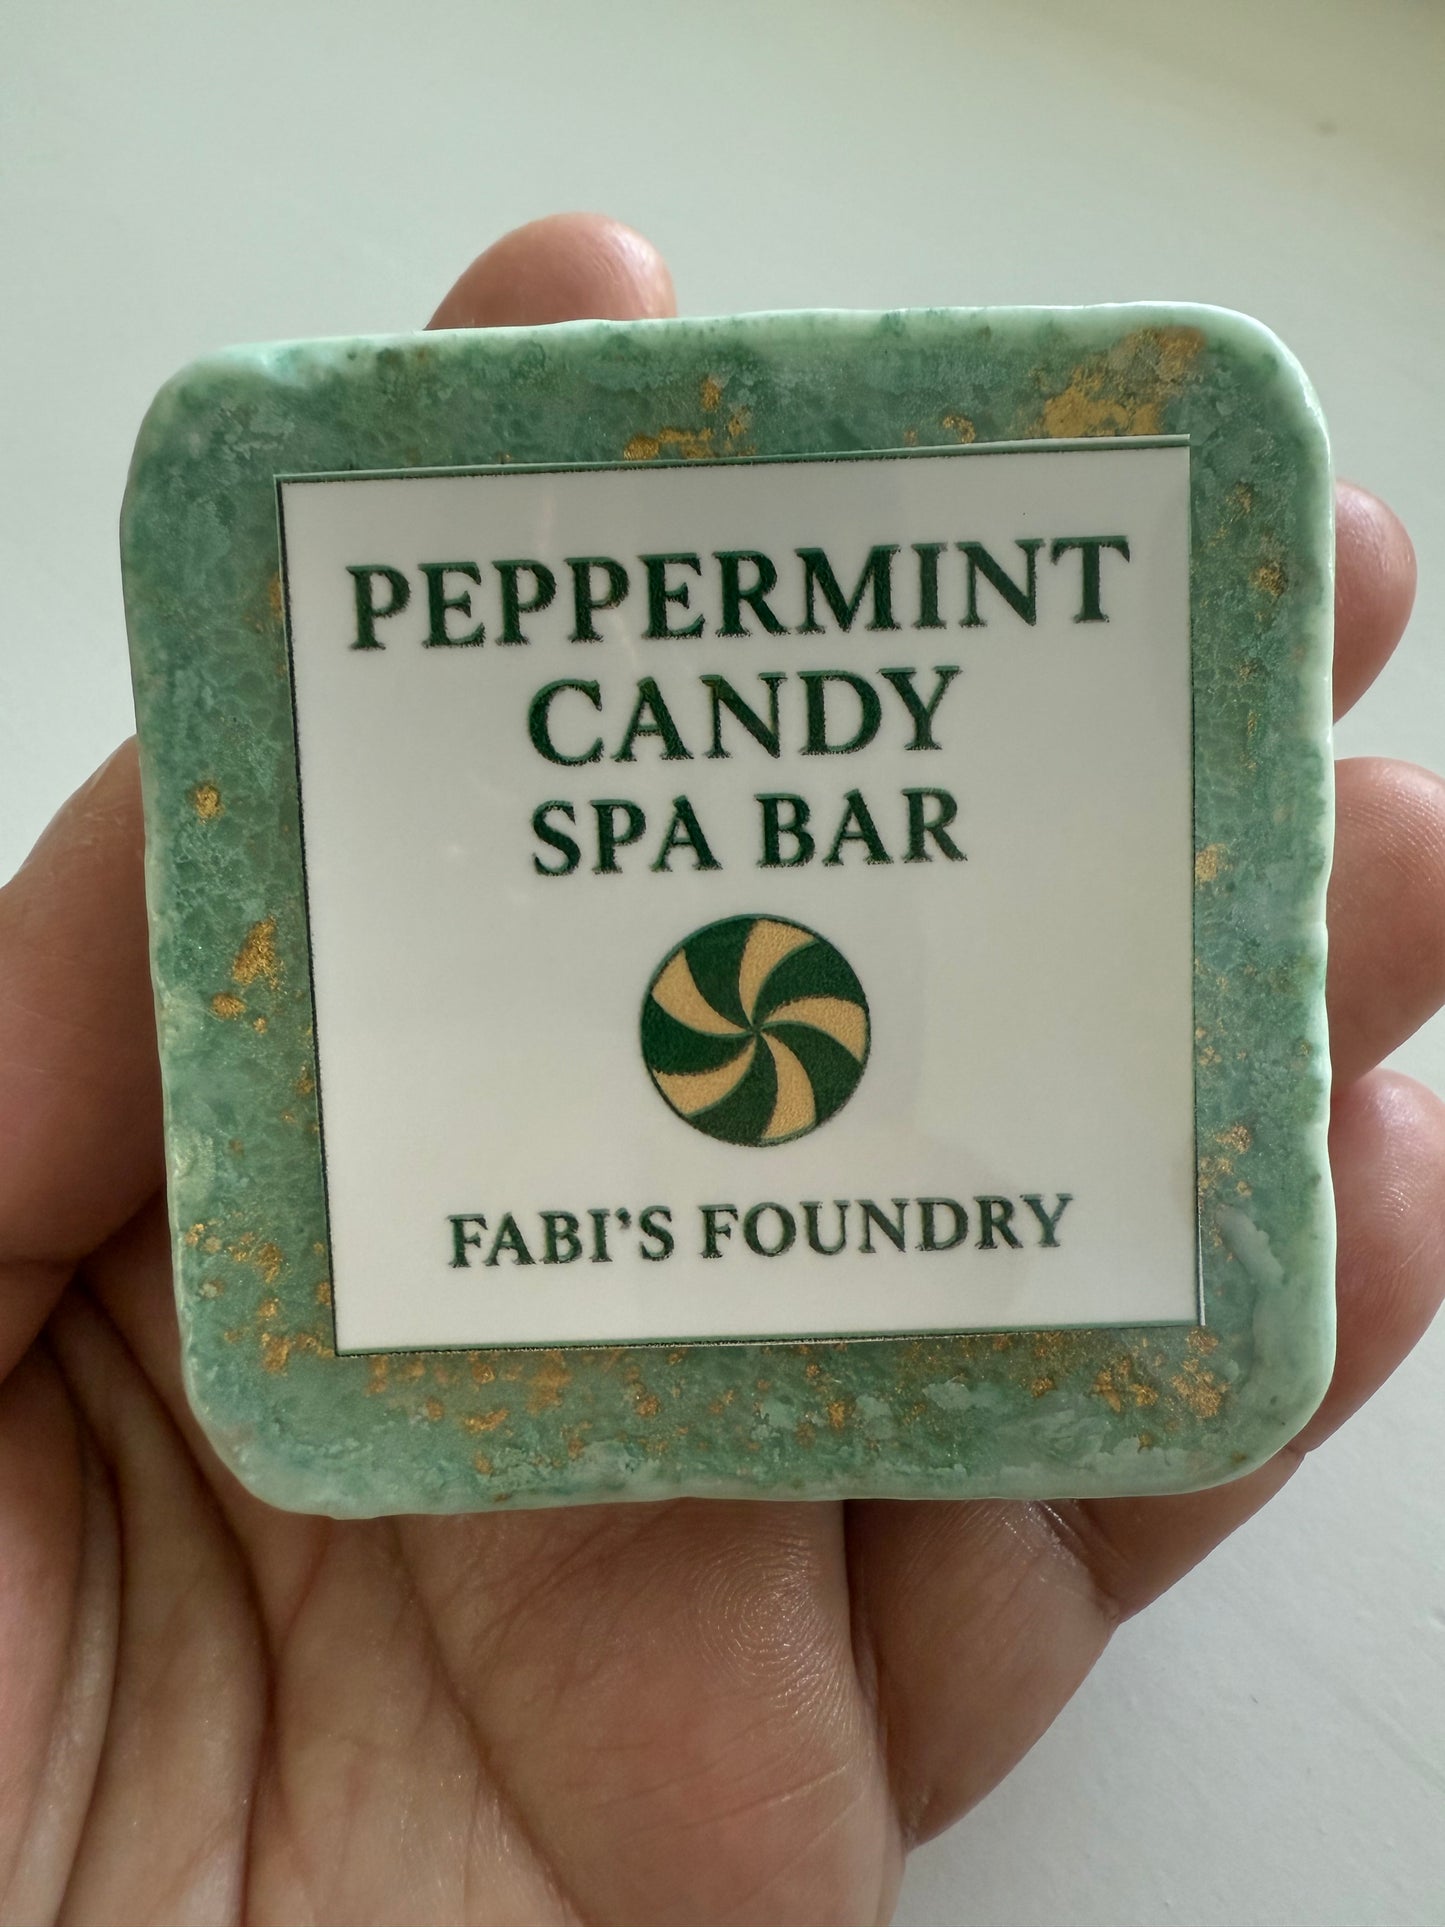 PEPPERMINT
CANDY
SPA BAR
FABI'S FOUNDRY